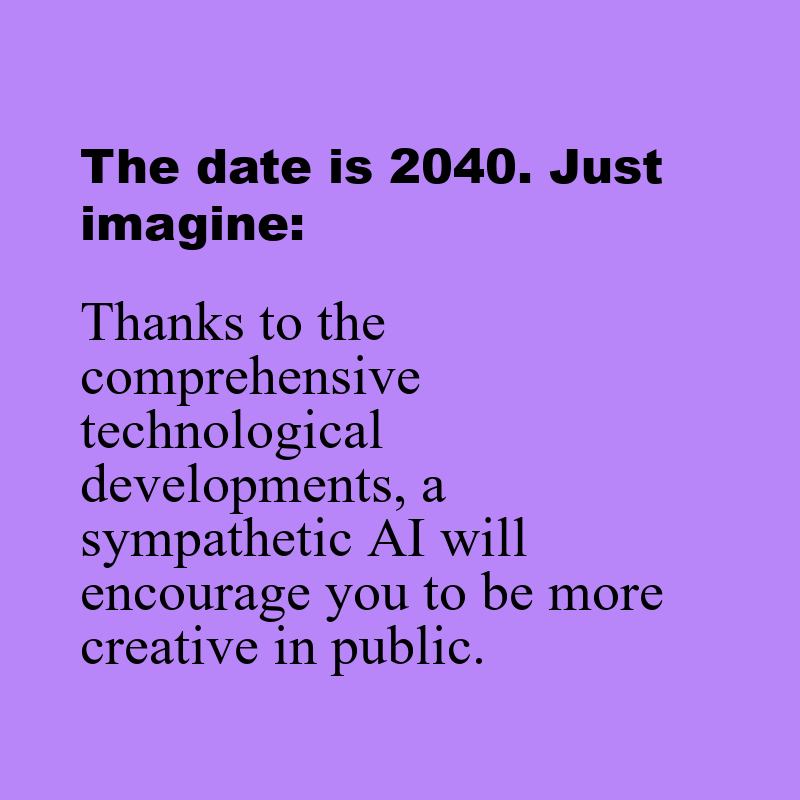 The date is 2040. Just
imagine:
Thanks to the
comprehensive
technological
developments, a
sympathetic AI will
encourage you to be more
creative in public.